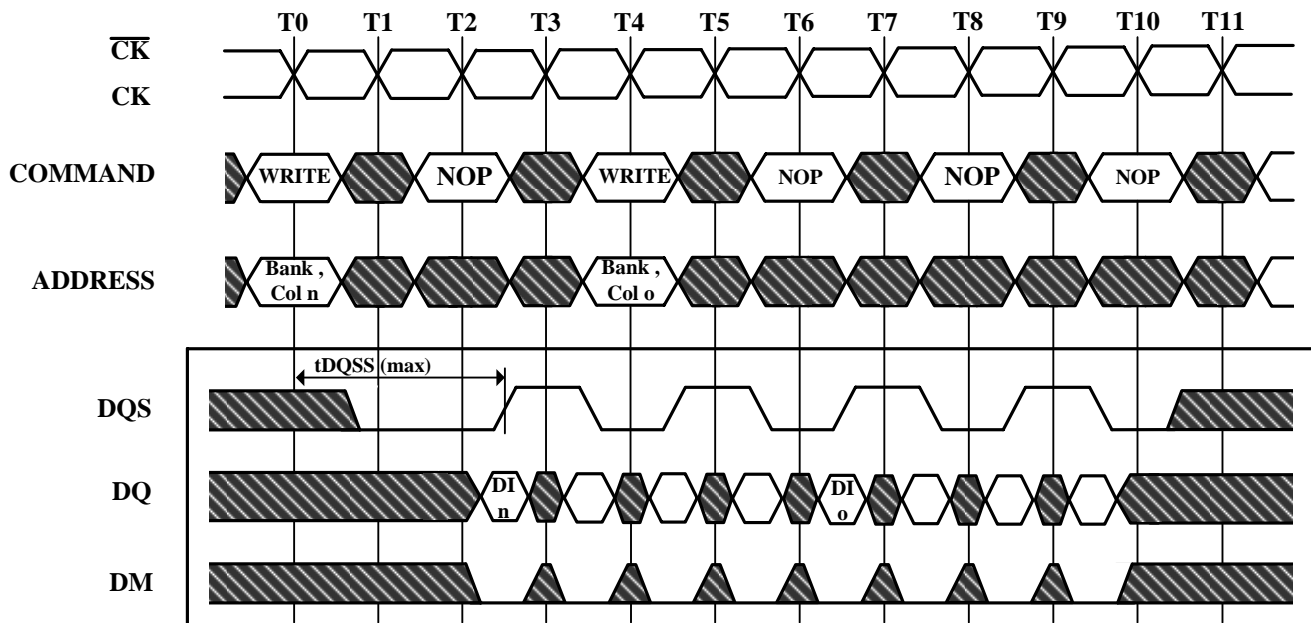 T0 T1 T2 T3 T4 T5 T6 T7 T8 T9 T10 T11
CK
CK
COMMAND WRITE NOP WRITE NOP NOP NOP
ADDRESS Bank , Col n Bank , Col o
tDQSS (max)
DQS
DQ DI n DI o
DM